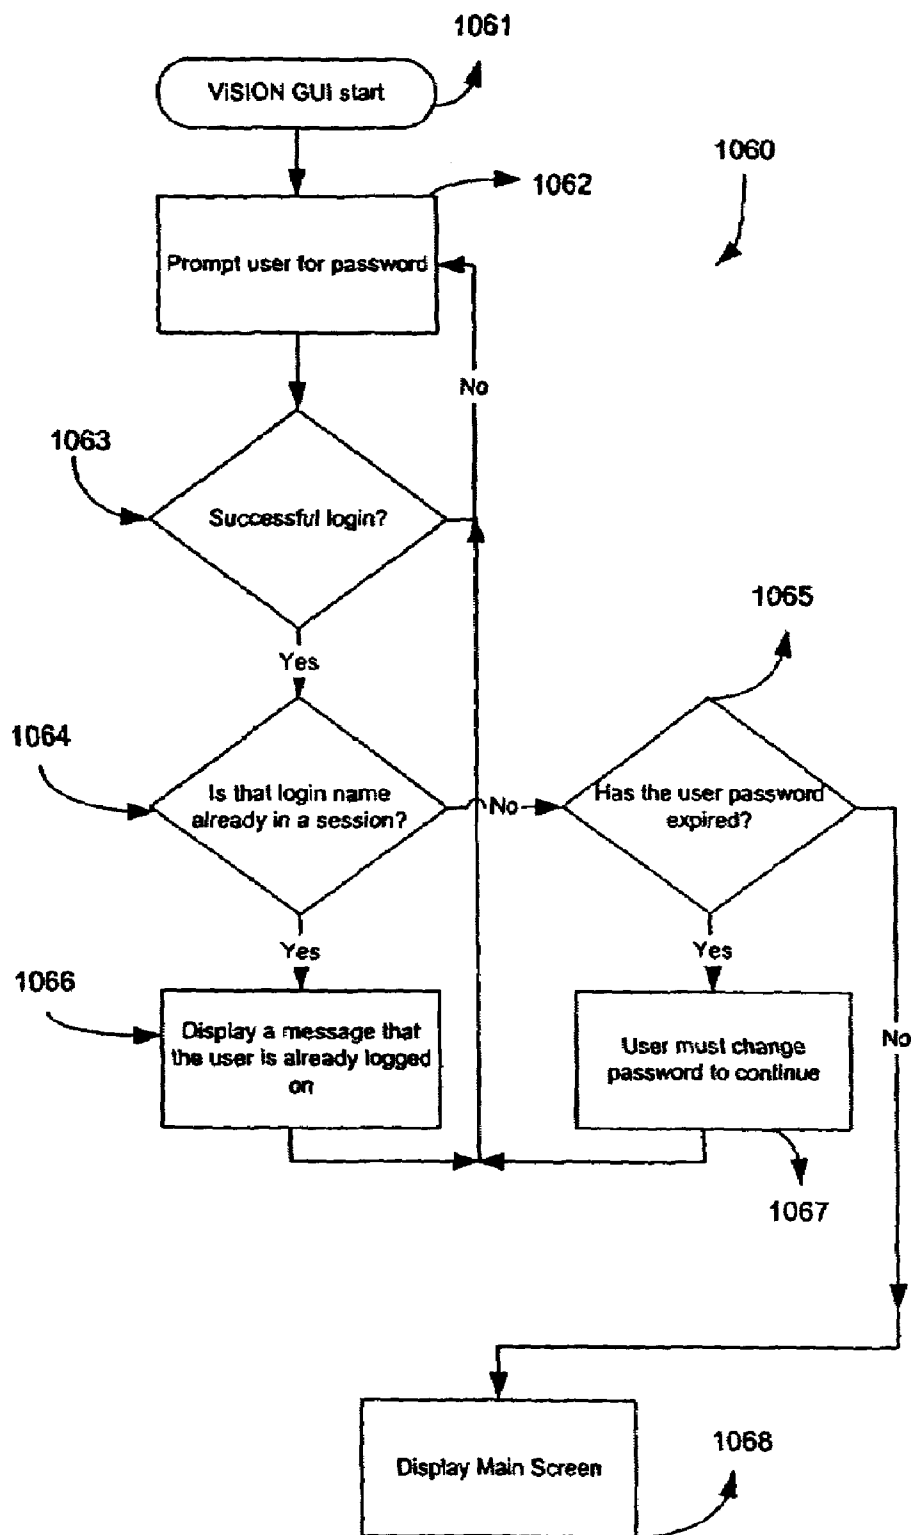 1061
ViSION GUI start
1060
1062
Prompt user for password
No
1063
Successful login?
1065
Yes
1064
Is that login name
already in a session?
No
Has the user password
expired?
Yes
Yes
1066
Display a message that
the user is already logged
on
User must change
password to continue
No
1067
Display Main Screen
1068